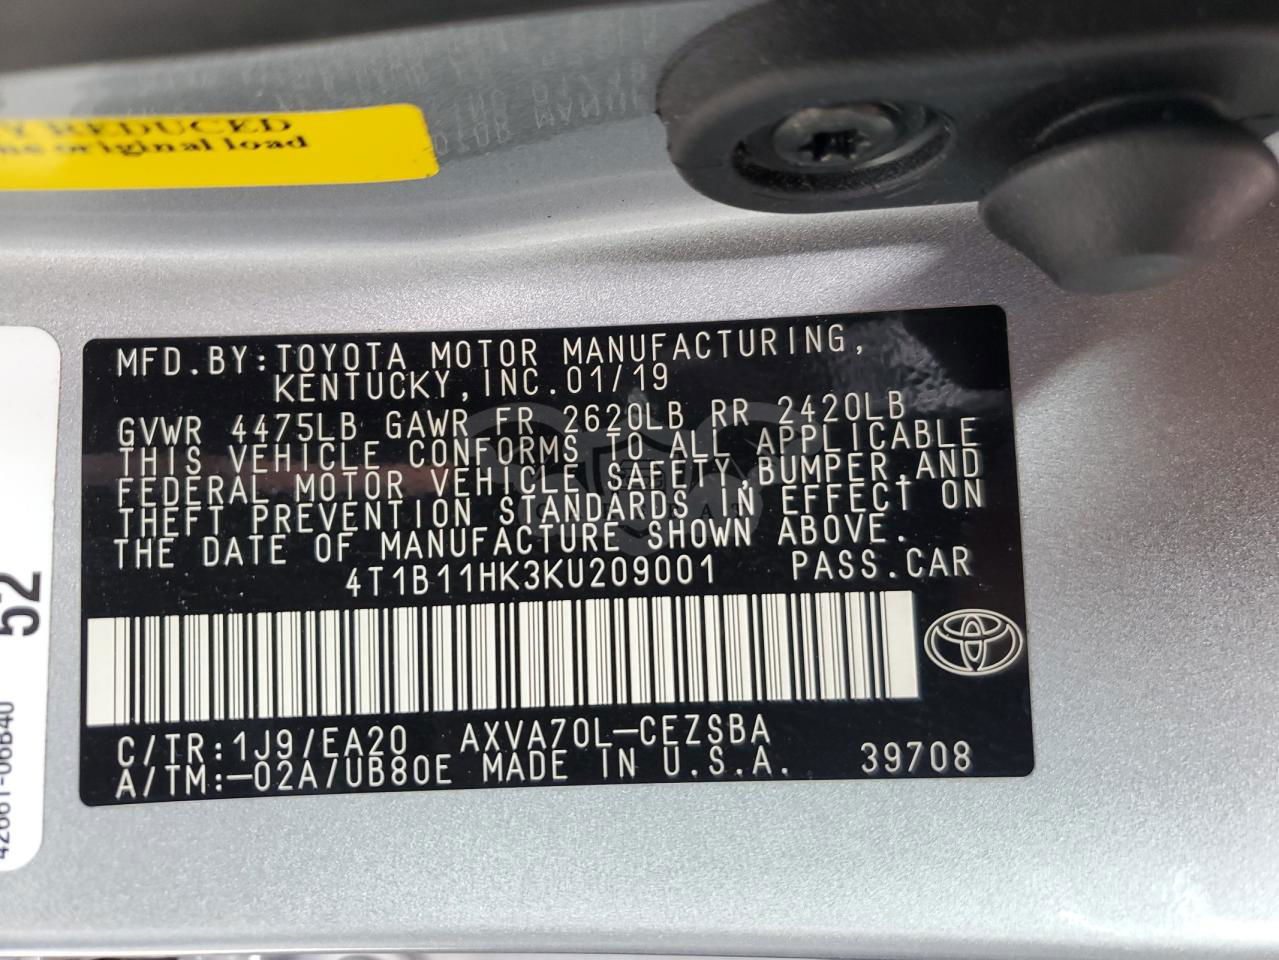 Y REDUCED
he original load
MFD.BY:TOYOTA MOTOR MANUFACTURING,
KENTUCKY,INC.01/19
GVWR 4475LB GAWR FR 2620LB RR 2420LB
THIS VEHICLE CONFORMS TO ALL APPLICABLE
FEDERAL MOTOR VEHICLE SAFETY,BUMPER,AND
THEFT PREVENTION STANDARDS IN EFFECT ON
THE DATE OF MANUFACTURE SHOWN ABOVE.
4T1B11HK3KU209001 PASS.CAR
C/TR:1J9/EA20 AXVA70L-CEZSBA
A/TM:-02A/UB80E MADE IN U.S.A. 39708
52
42661-06B40